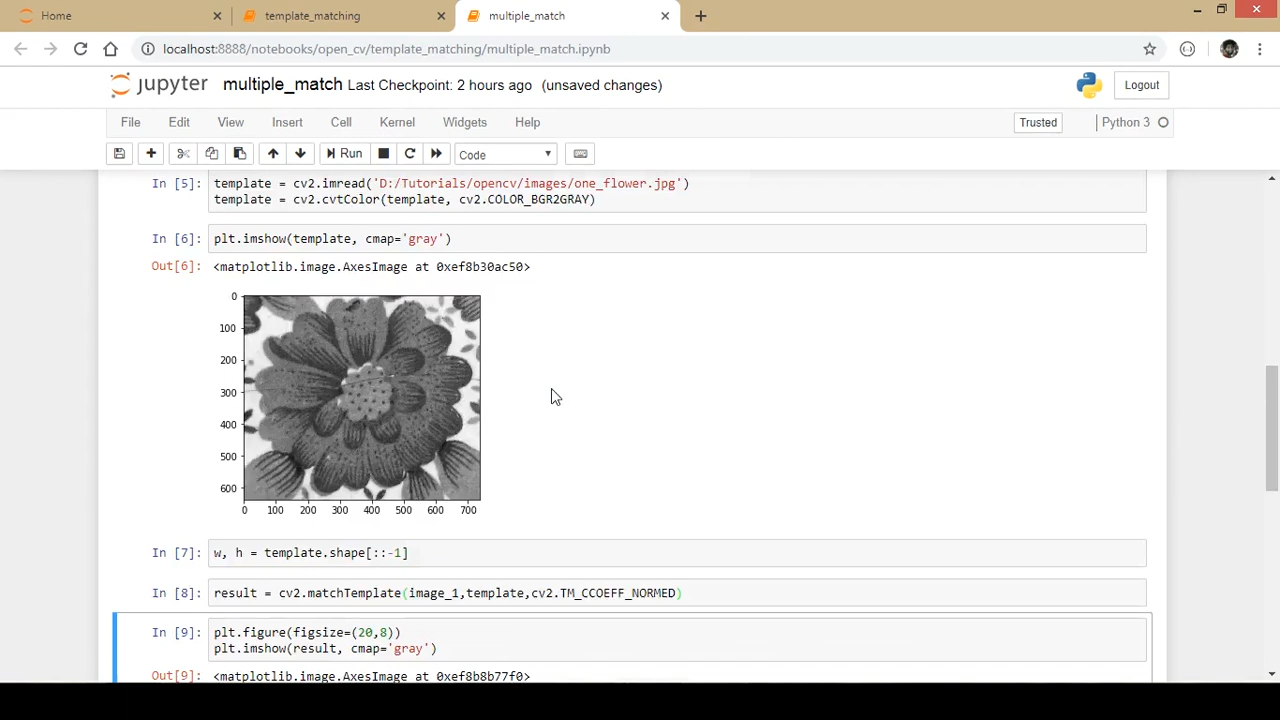 Home
template_matching
multiple_match
localhost:8888/notebooks/open_cv/template_matching/multiple_match.ipynb
jupyter multiple_match Last Checkpoint: 2 hours ago (unsaved changes)
Logout
File Edit View Insert Cell Kernel Widgets Help
Trusted
Python 3
Run
Code
In [5]: template = cv2.imread('D:/Tutorials/opencv/images/one_flower.jpg')
template = cv2.cvtColor(template, cv2.COLOR_BGR2GRAY)
In [6]: plt.imshow(template, cmap='gray')
Out[6]: <matplotlib.image.AxesImage at 0xef8b30ac50>
0
100
200
300
400
500
600
0 100 200 300 400 500 600 700
In [7]: w, h = template.shape[::-1]
In [8]: result = cv2.matchTemplate(image_1,template,cv2.TM_CCOEFF_NORMED)
In [9]: plt.figure(figsize=(20,8))
plt.imshow(result, cmap='gray')
Out[9]: <matplotlib.image.AxesImage at 0xef8b8b77f0>